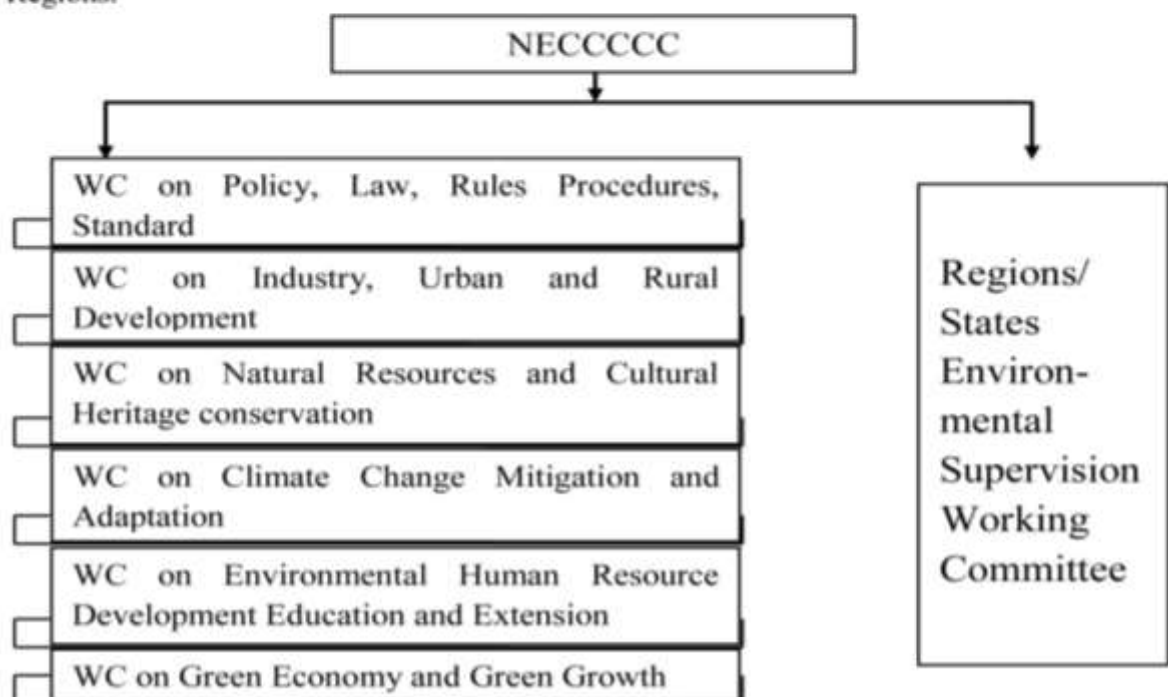 Regions.
NECCCCC
WC on Policy, Law, Rules Procedures,
Standard
WC on Industry, Urban and Rural
Development
WC on Natural Resources and Cultural
Heritage conservation
WC on Climate Change Mitigation and
Adaptation
WC on Environmental Human Resource
Development Education and Extension
WC on Green Economy and Green Growth
Regions/
States
Environ-
mental
Supervision
Working
Committee